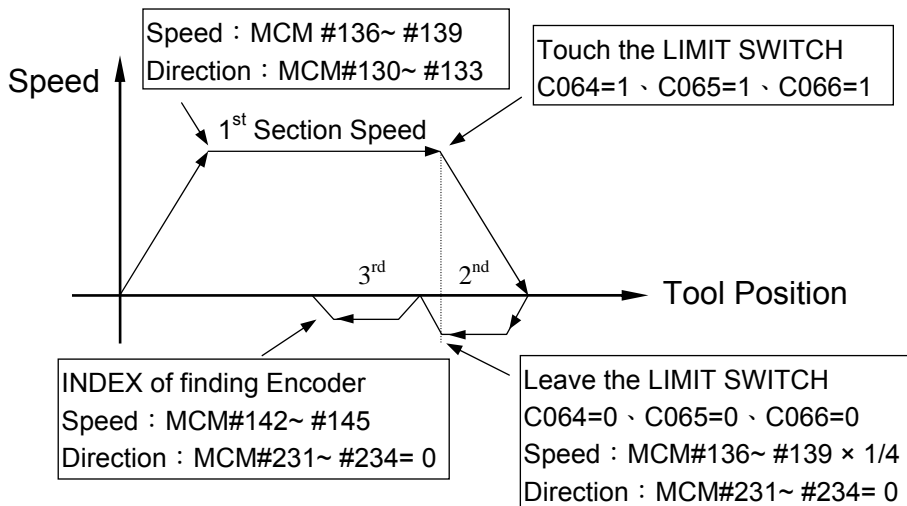 Speed：MCM #136~ #139
Direction：MCM#130~ #133
Touch the LIMIT SWITCH
C064=1、C065=1、C066=1
Speed
1st Section Speed
3rd
2nd
Tool Position
INDEX of finding Encoder
Speed：MCM#142~ #145
Direction：MCM#231~ #234= 0
Leave the LIMIT SWITCH
C064=0、C065=0、C066=0
Speed：MCM#136~ #139 × 1/4
Direction：MCM#231~ #234= 0